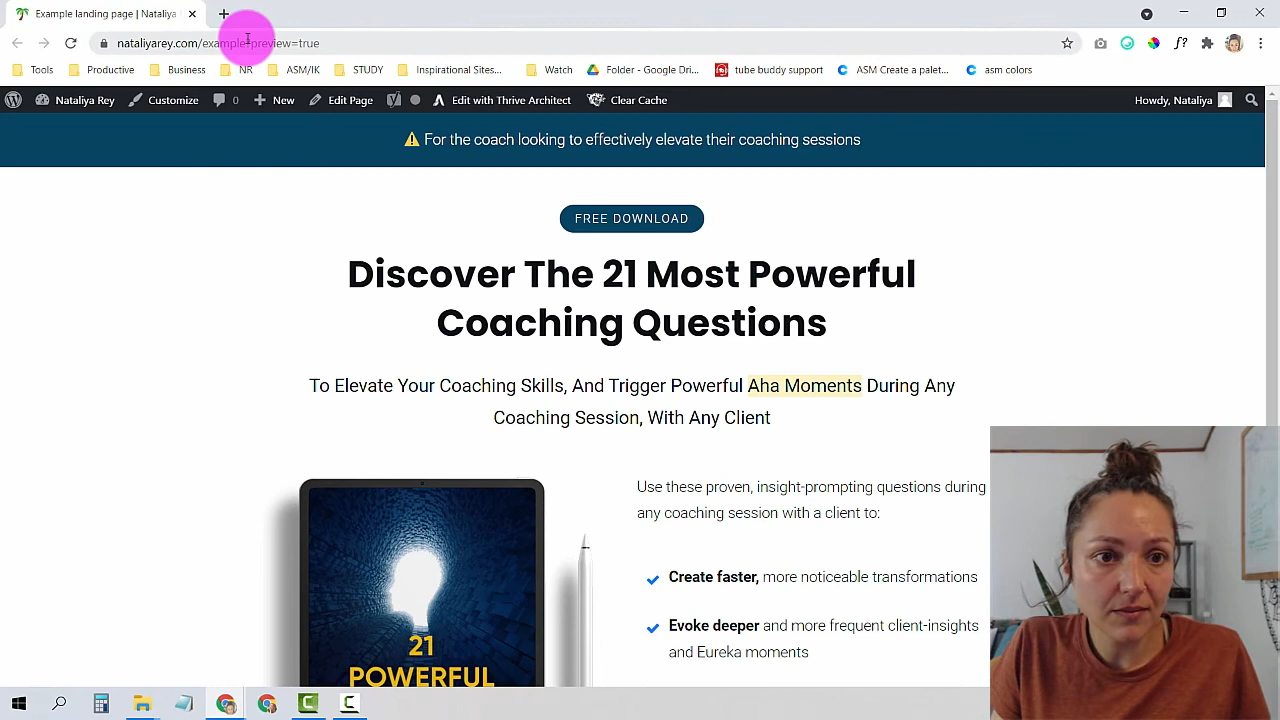 Example landing page | Nataliya
nataliyarey.com/example-preview=true
Tools Productive Business NR ASM/IK STUDY Inspirational Sites... Watch Folder - Google Dri... tube buddy support ASM Create a palet... asm colors
Nataliya Rey Customize 0 New Edit Page Edit with Thrive Architect Clear Cache Howdy, Nataliya
For the coach looking to effectively elevate their coaching sessions
FREE DOWNLOAD
Discover The 21 Most Powerful
Coaching Questions
To Elevate Your Coaching Skills, And Trigger Powerful Aha Moments During Any
Coaching Session, With Any Client
Use these proven, insight-prompting questions during
any coaching session with a client to:
Create faster, more noticeable transformations
Evoke deeper and more frequent client-insights
and Eureka moments
21
POWERFUL